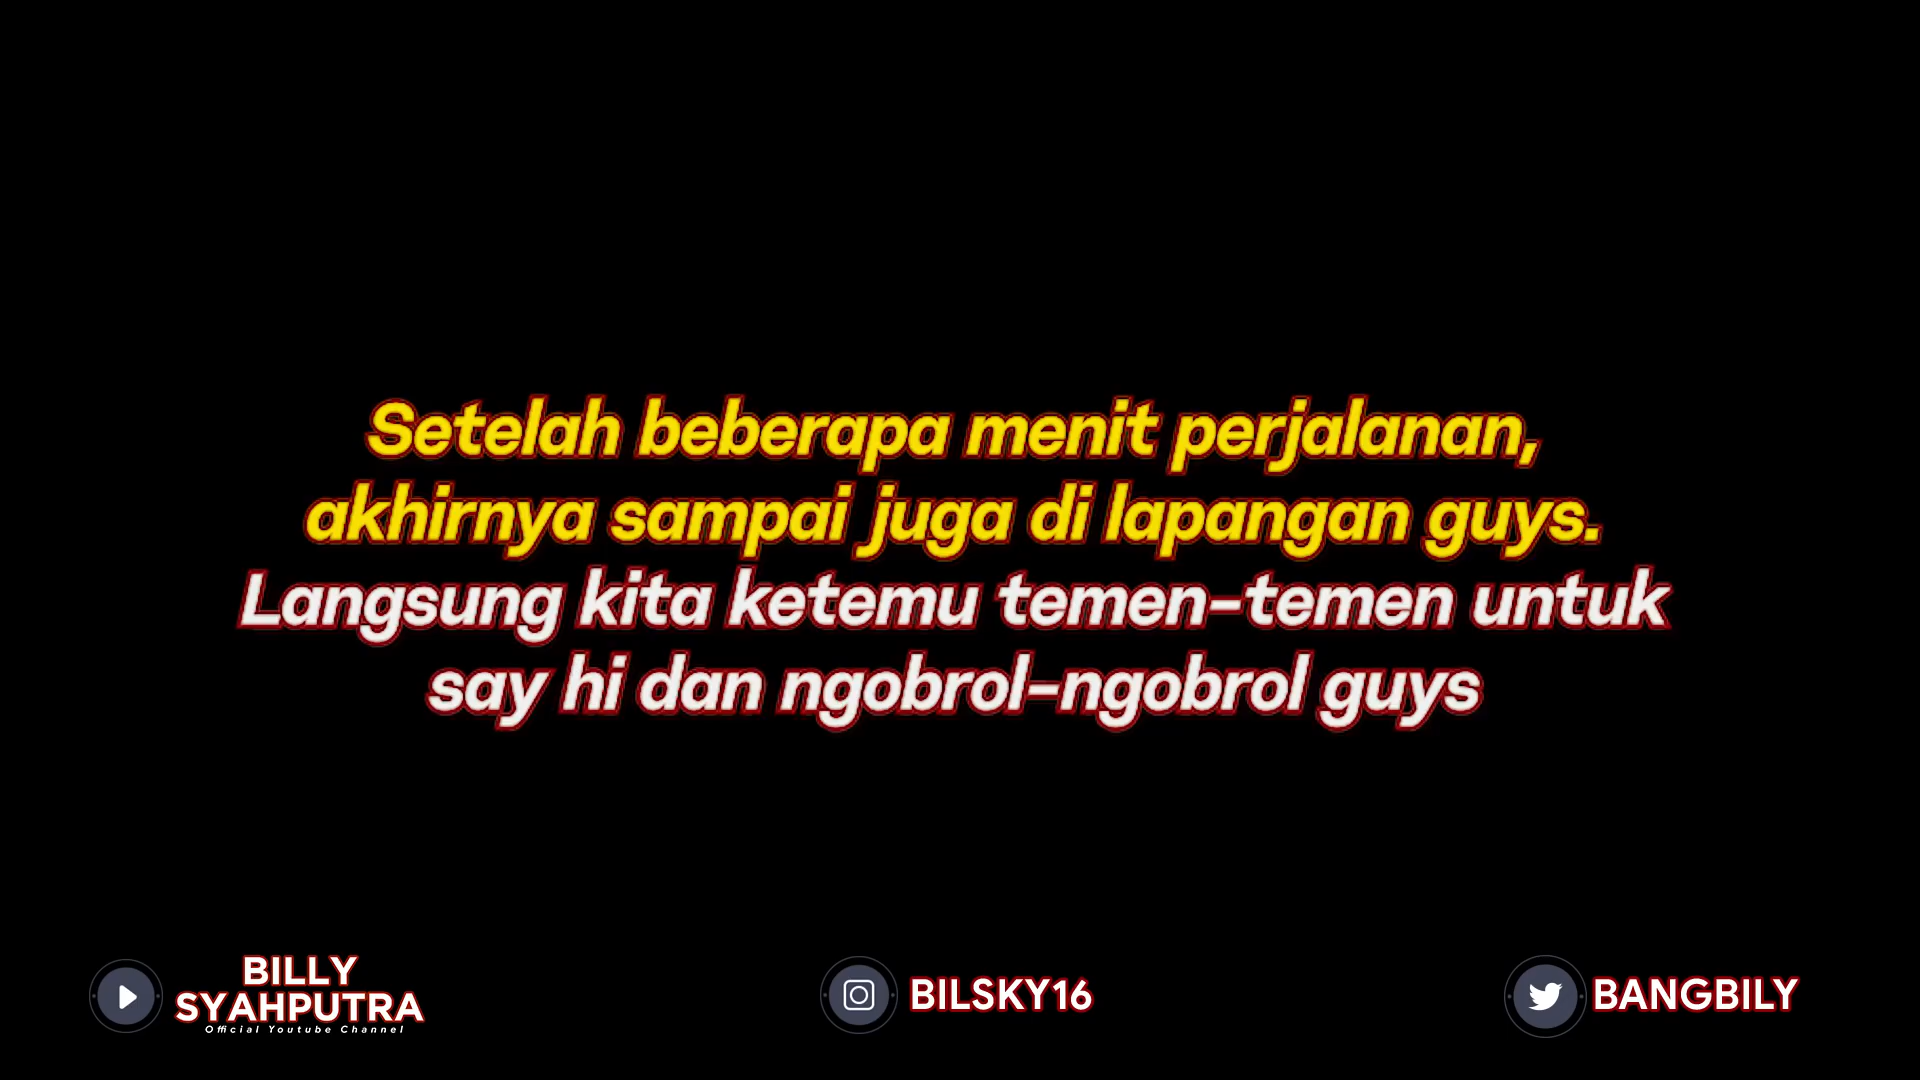 Setelah beberapa menit perjalanan,
akhirnya sampai juga di lapangan guys.
Langsung kita ketemu temen-temen untuk
say hi dan ngobrol-ngobrol guys
BILLY
SYAHPUTRA
Official Youtube Channel
BILSKY16
BANGBILY